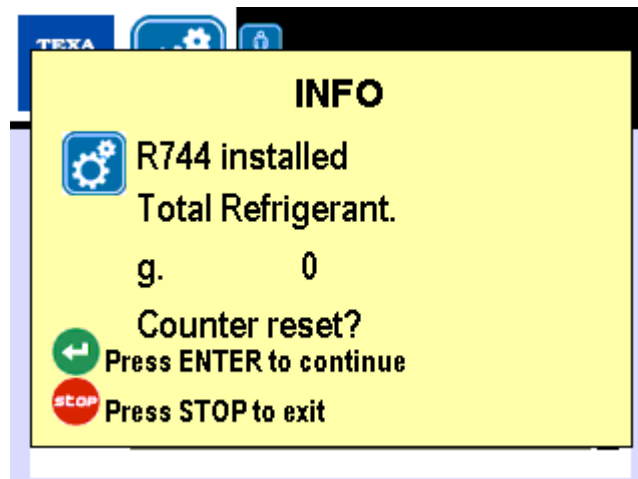 TEXA
INFO
R744 installed
Total Refrigerant.
g. 0
Counter reset?
Press ENTER to continue
stop Press STOP to exit